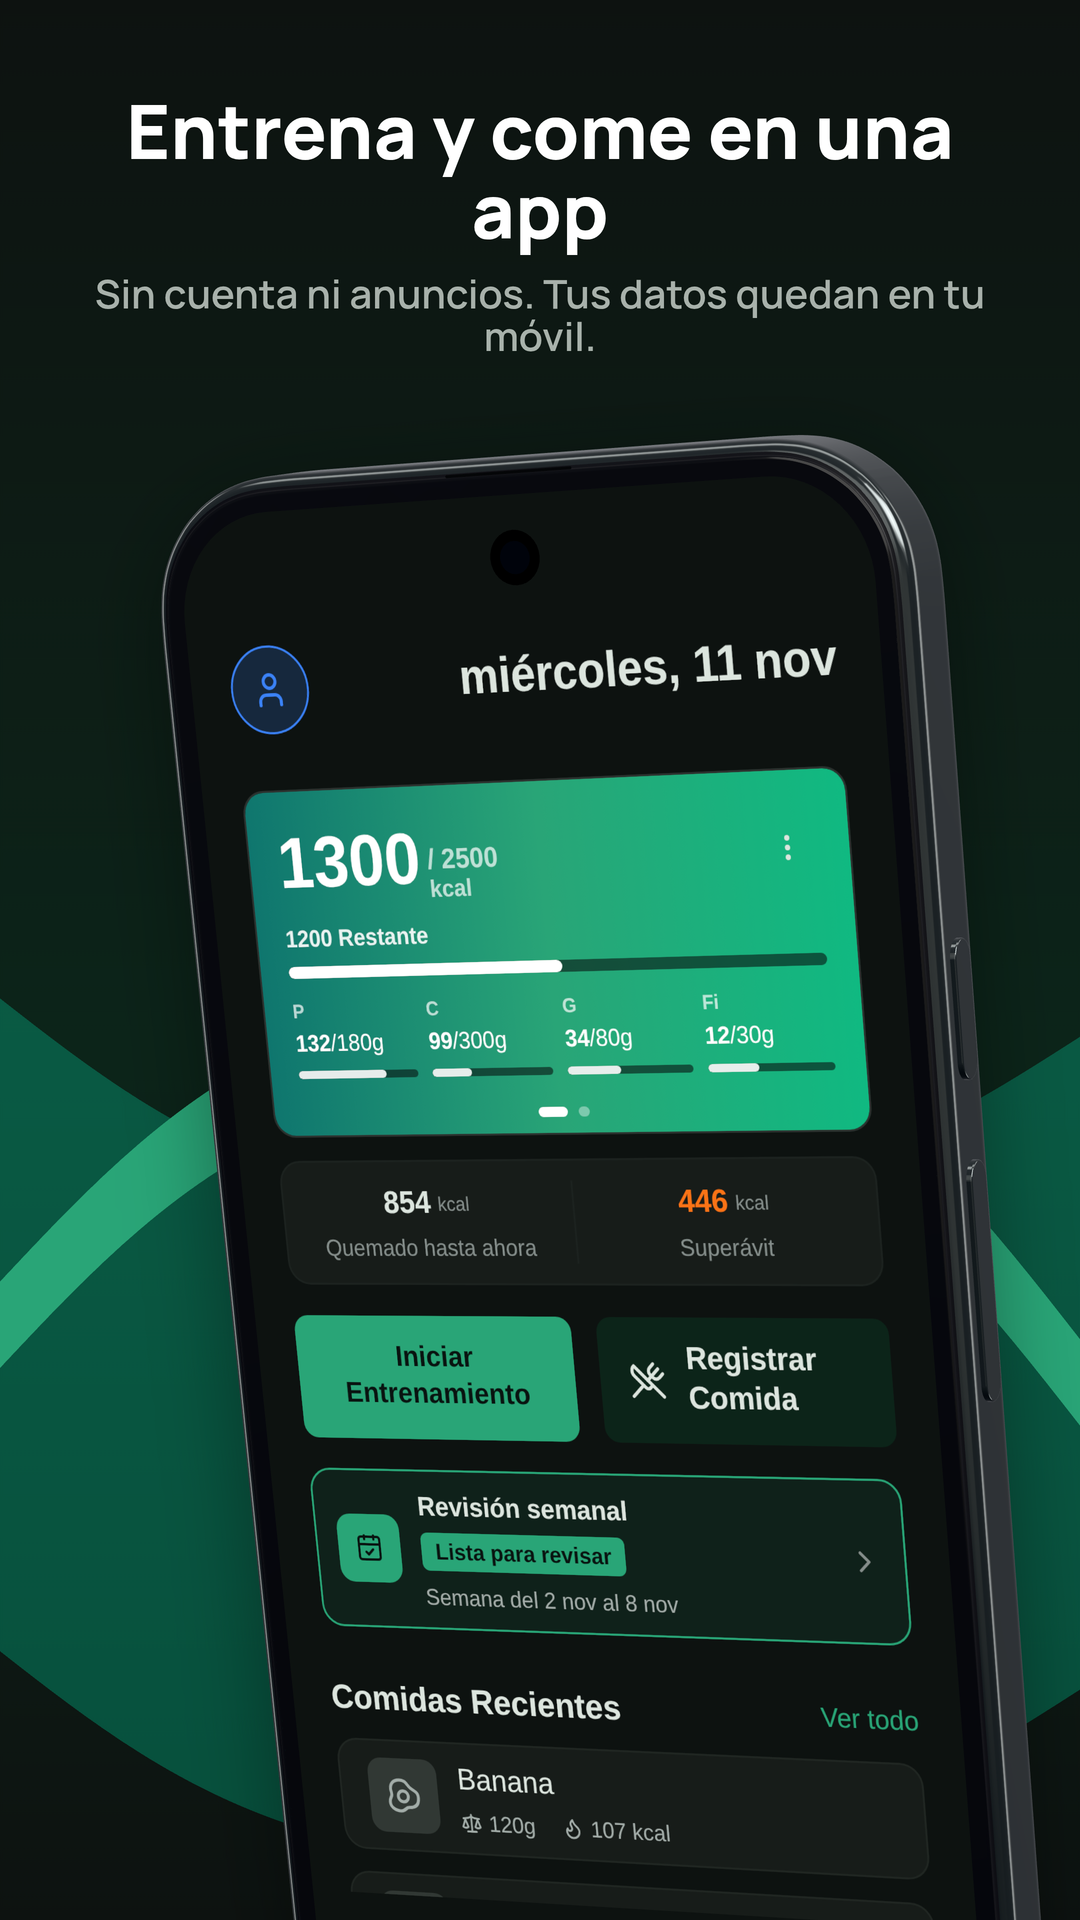 Entrena y come en una
app
Sin cuenta ni anuncios. Tus datos quedan en tu
móvil.
miércoles, 11 nov
1300 / 2500
kcal
1200 Restante
P C G Fi
132/180g 99/300g 34/80g 12/30g
854 kcal 446 kcal
Quemado hasta ahora Superávit
Iniciar
Entrenamiento
Registrar
Comida
Revisión semanal
Lista para revisar
Semana del 2 nov al 8 nov
Comidas Recientes Ver todo
Banana
120g 107 kcal